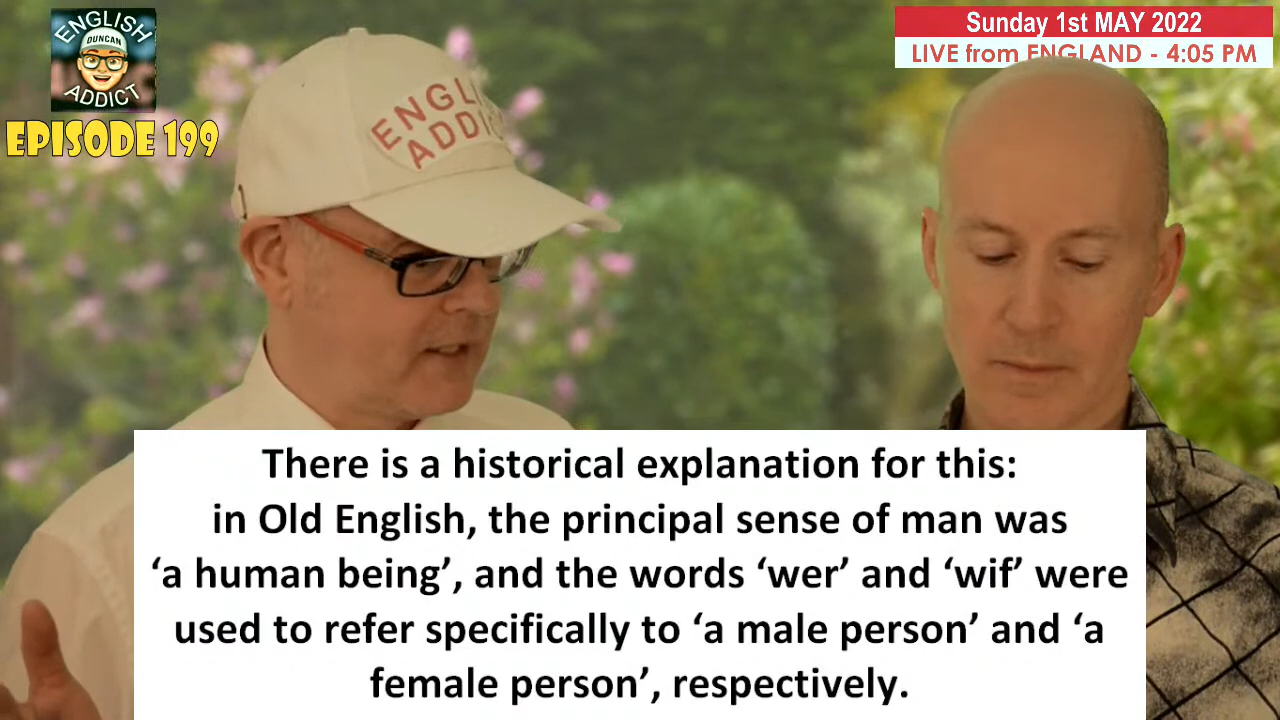 ENGLISH
DUNCAN
ADDICT
EPISODE 199
ENGLI
ADDI
Sunday 1st MAY 2022
LIVE from ENGLAND - 4:05 PM
There is a historical explanation for this:
in Old English, the principal sense of man was
‘a human being’, and the words ‘wer’ and ‘wif’ were
used to refer specifically to ‘a male person’ and ‘a
female person’, respectively.